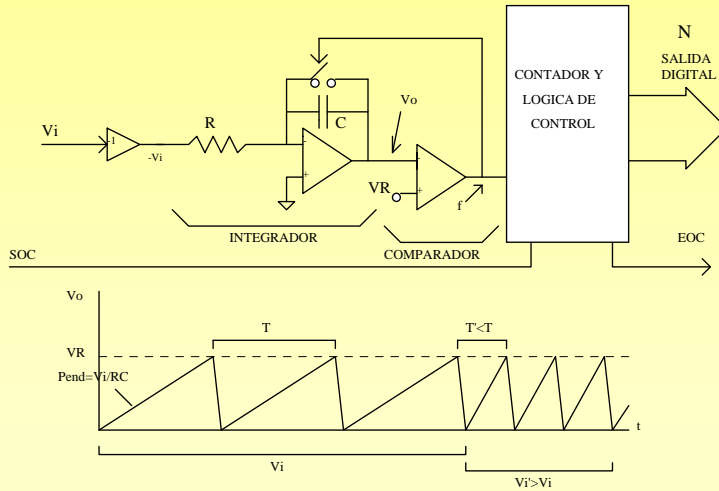 N
SALIDA
DIGITAL
CONTADOR Y
LOGICA DE
CONTROL
Vi
-1
-Vi
R
C
-
+
Vo
VR
-
+
f
INTEGRADOR
COMPARADOR
SOC
EOC
Vo
T
T'<T
VR
Pend=Vi/RC
t
Vi
Vi'>Vi